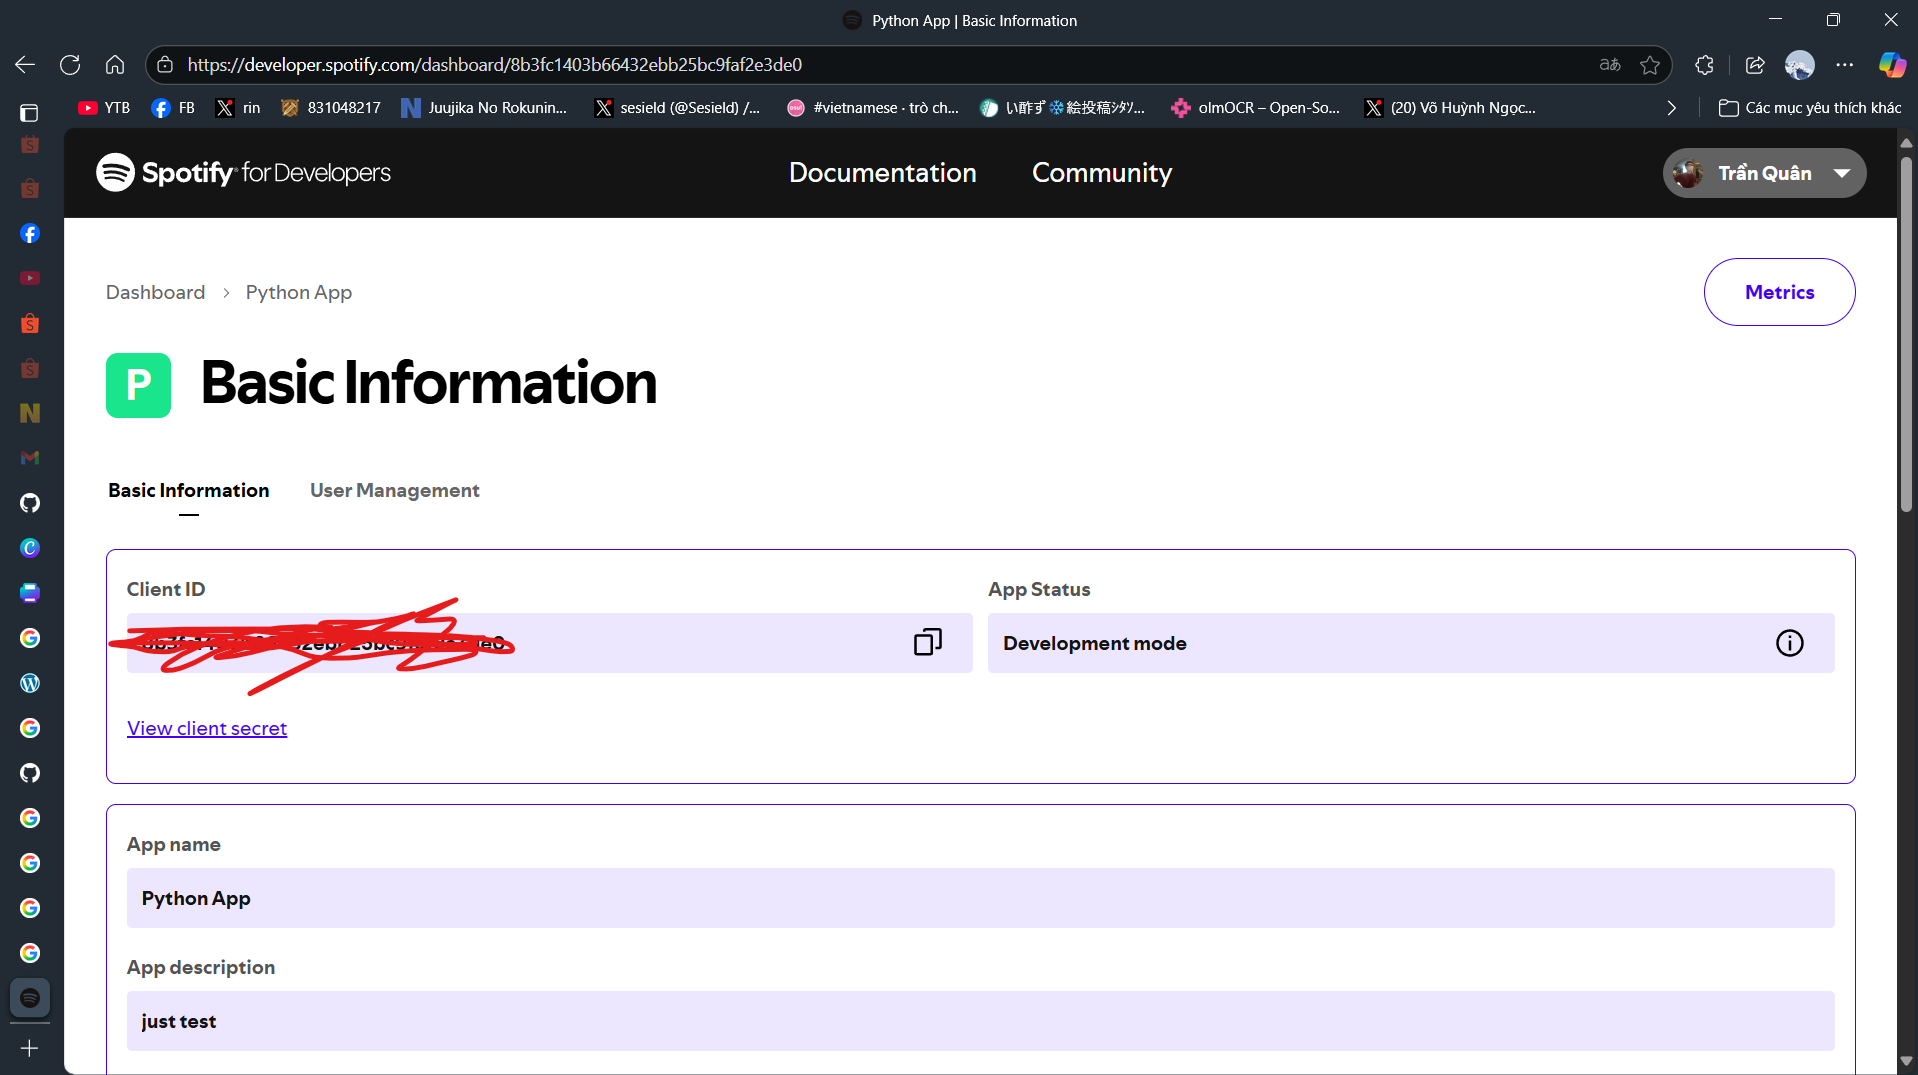 Python App | Basic Information
https://developer.spotify.com/dashboard/8b3fc1403b66432ebb25bc9faf2e3de0
YTB
FB
rin
831048217
Juujika No Rokunin...
sesield (@Sesield) /...
#vietnamese · trò ch...
い酢ず❄️絵投稿ｼﾀｿ...
olmOCR – Open-So...
(20) Võ Huỳnh Ngọc...
Các mục yêu thích khác
Spotify for Developers
Documentation
Community
Trần Quân
Dashboard
Python App
Metrics
P
Basic Information
Basic Information
User Management
Client ID
App Status
Development mode
View client secret
App name
Python App
App description
just test